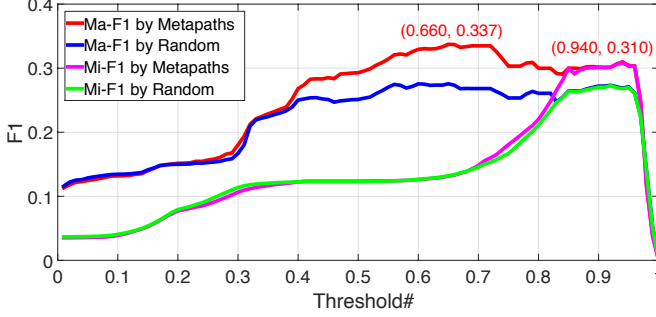 Ma-F1 by Metapaths
Ma-F1 by Random
Mi-F1 by Metapaths
Mi-F1 by Random
(0.660, 0.337)
(0.940, 0.310)
0.4
0.3
0.2
0.1
0
F1
0 0.1 0.2 0.3 0.4 0.5 0.6 0.7 0.8 0.9
Threshold#